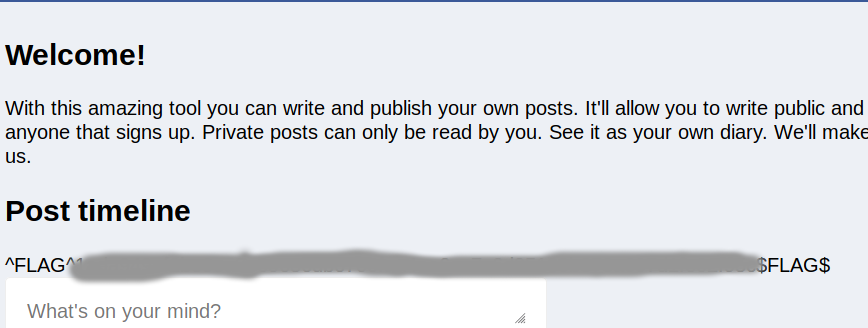 Welcome!
With this amazing tool you can write and publish your own posts. It'll allow you to write public and
anyone that signs up. Private posts can only be read by you. See it as your own diary. We'll make
us.
Post timeline
^FLAG^ $FLAG$
What's on your mind?